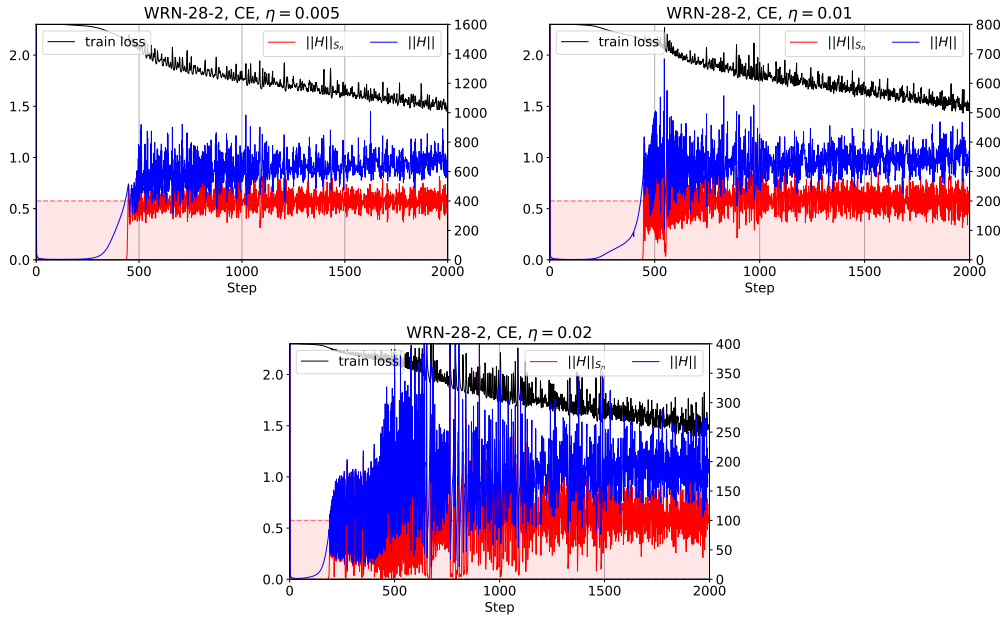 WRN-28-2, CE, η = 0.005
train loss
||H||_{S_n}
||H||
2.0
1.5
1.0
0.5
0.0
1600
1400
1200
1000
800
600
400
200
0
0 500 1000 1500 2000
Step
WRN-28-2, CE, η = 0.01
train loss
||H||_{S_n}
||H||
2.0
1.5
1.0
0.5
0.0
800
700
600
500
400
300
200
100
0
0 500 1000 1500 2000
Step
WRN-28-2, CE, η = 0.02
train loss
||H||_{S_n}
||H||
2.0
1.5
1.0
0.5
0.0
400
350
300
250
200
150
100
50
0
0 500 1000 1500 2000
Step